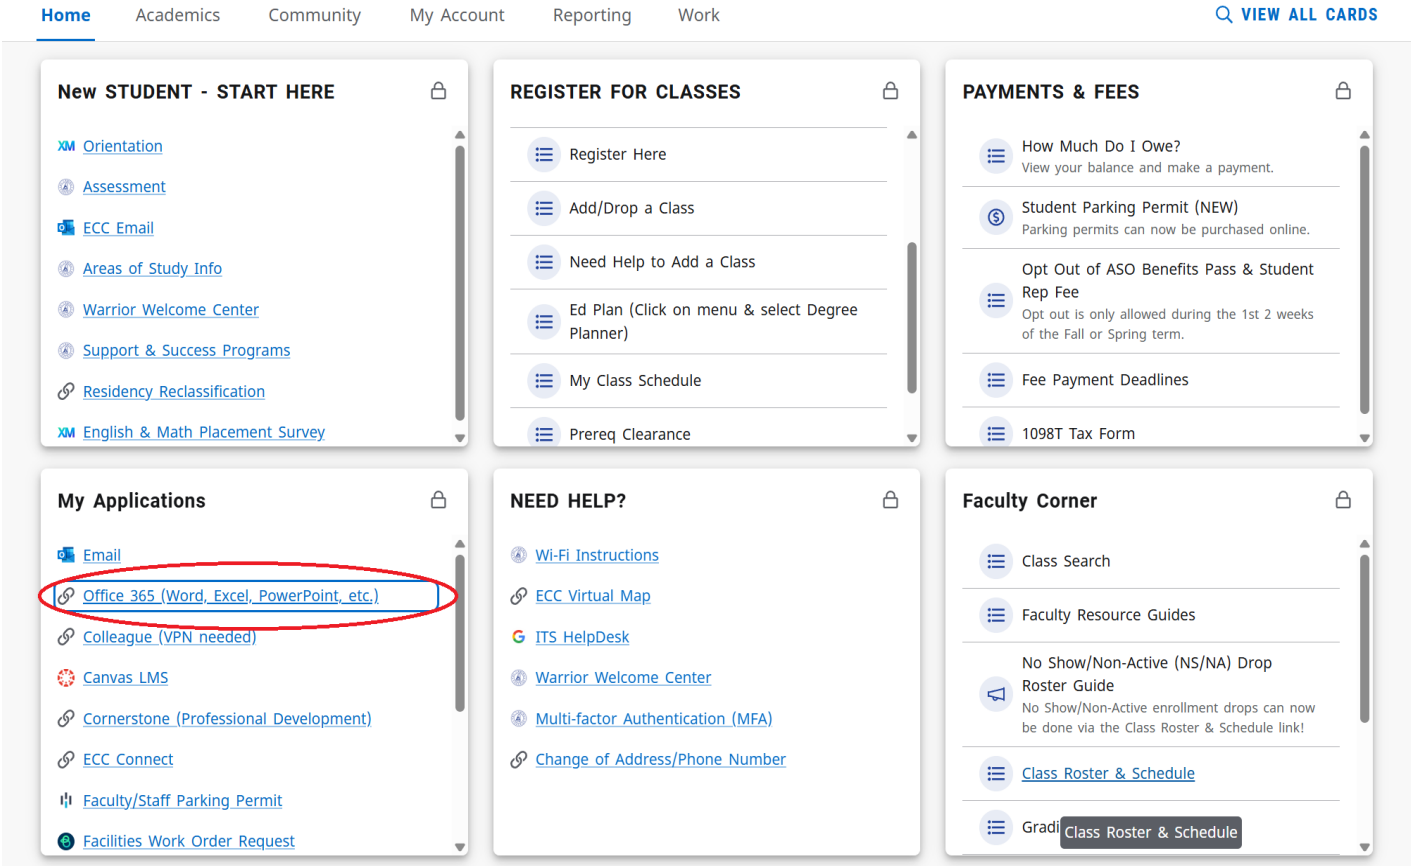 Home Academics Community My Account Reporting Work VIEW ALL CARDS
New STUDENT - START HERE
Orientation
Assessment
ECC Email
Areas of Study Info
Warrior Welcome Center
Support & Success Programs
Residency Reclassification
English & Math Placement Survey
REGISTER FOR CLASSES
Register Here
Add/Drop a Class
Need Help to Add a Class
Ed Plan (Click on menu & select Degree
Planner)
My Class Schedule
Prereq Clearance
PAYMENTS & FEES
How Much Do I Owe?
View your balance and make a payment.
Student Parking Permit (NEW)
Parking permits can now be purchased online.
Opt Out of ASO Benefits Pass & Student
Rep Fee
Opt out is only allowed during the 1st 2 weeks
of the Fall or Spring term.
Fee Payment Deadlines
1098T Tax Form
My Applications
Email
Office 365 (Word, Excel, PowerPoint, etc.)
Colleague (VPN needed)
Canvas LMS
Cornerstone (Professional Development)
ECC Connect
Faculty/Staff Parking Permit
Facilities Work Order Request
NEED HELP?
Wi-Fi Instructions
ECC Virtual Map
ITS HelpDesk
Warrior Welcome Center
Multi-factor Authentication (MFA)
Change of Address/Phone Number
Faculty Corner
Class Search
Faculty Resource Guides
No Show/Non-Active (NS/NA) Drop
Roster Guide
No Show/Non-Active enrollment drops can now
be done via the Class Roster & Schedule link!
Class Roster & Schedule
Gradi
Class Roster & Schedule